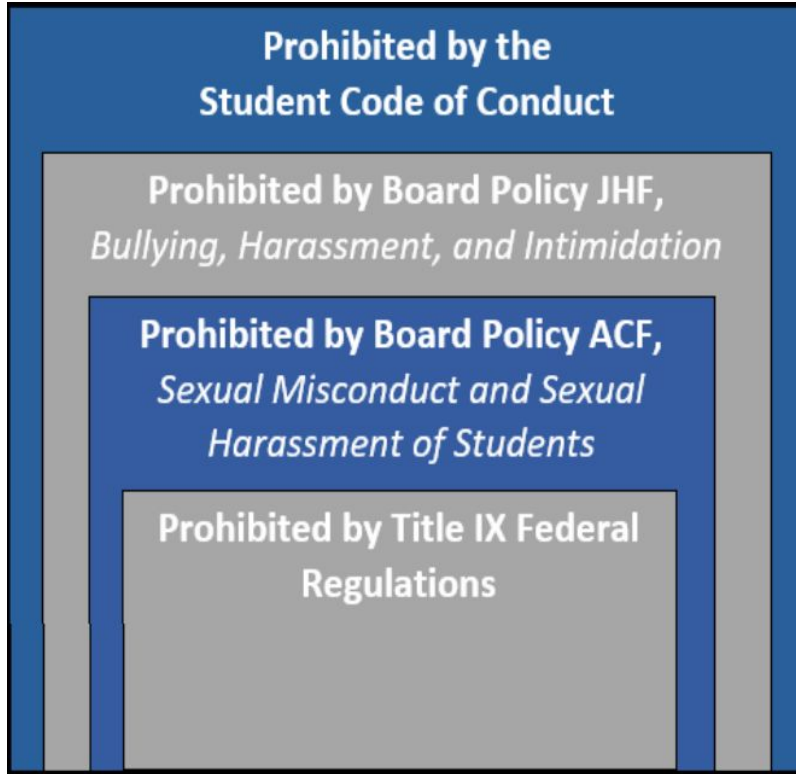 Prohibited by the
Student Code of Conduct
Prohibited by Board Policy JHF,
Bullying, Harassment, and Intimidation
Prohibited by Board Policy ACF,
Sexual Misconduct and Sexual
Harassment of Students
Prohibited by Title IX Federal
Regulations